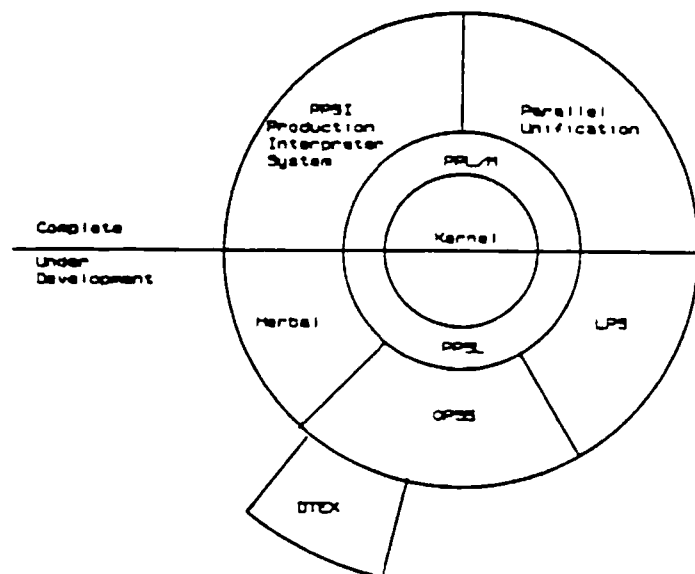 PPSI
Production
Interpreter
System
Parallel
Unification
PPL/M
Complete
Kernel
Under
Development
Herbal
LPS
PPSL
OPS5
DTEX